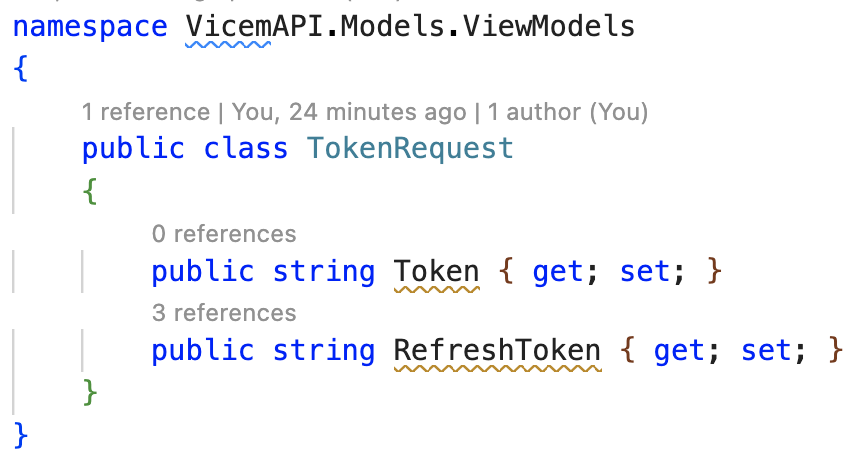 namespace VicemAPI.Models.ViewModels
{
1 reference | You, 24 minutes ago | 1 author (You)
public class TokenRequest
{
0 references
public string Token { get; set; }
3 references
public string RefreshToken { get; set; }
}
}